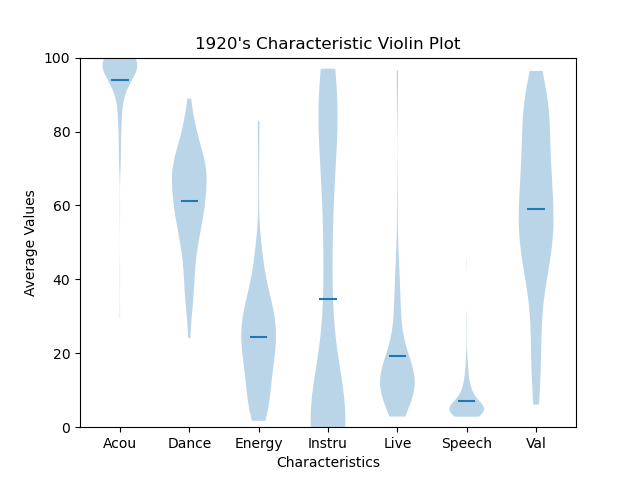 1920's Characteristic Violin Plot
100
80
60
40
20
0
Average Values
Acou Dance Energy Instru Live Speech Val
Characteristics